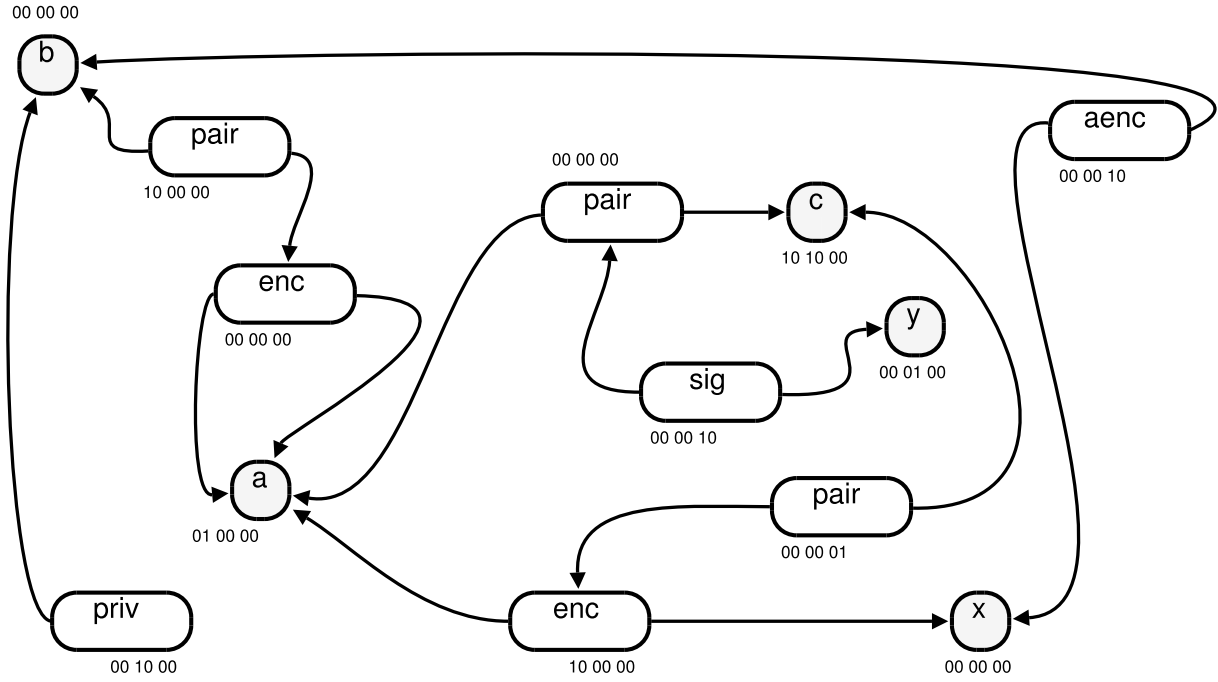 00 00 00
b
aenc
pair
00 00 10
10 00 00
00 00 00
pair
c
10 10 00
enc
00 00 00
y
00 01 00
sig
00 00 10
a
01 00 00
pair
00 00 01
priv
00 10 00
enc
10 00 00
x
00 00 00